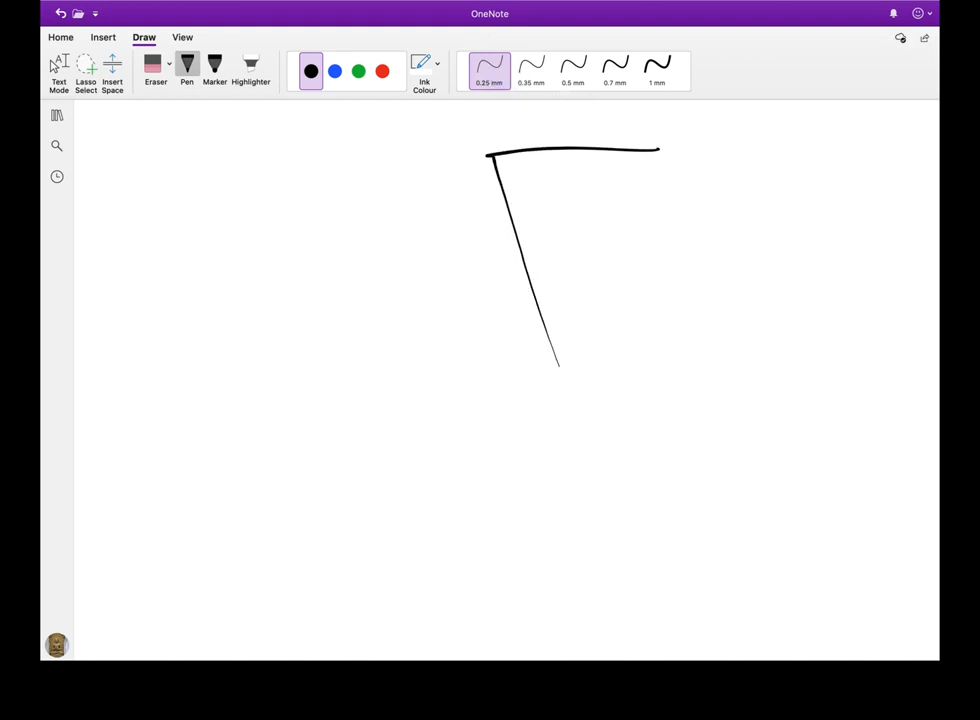 OneNote
Home Insert Draw View
Text Mode
Lasso Select
Insert Space
Eraser
Pen
Marker
Highlighter
Ink Colour
0.25 mm
0.35 mm
0.5 mm
0.7 mm
1 mm